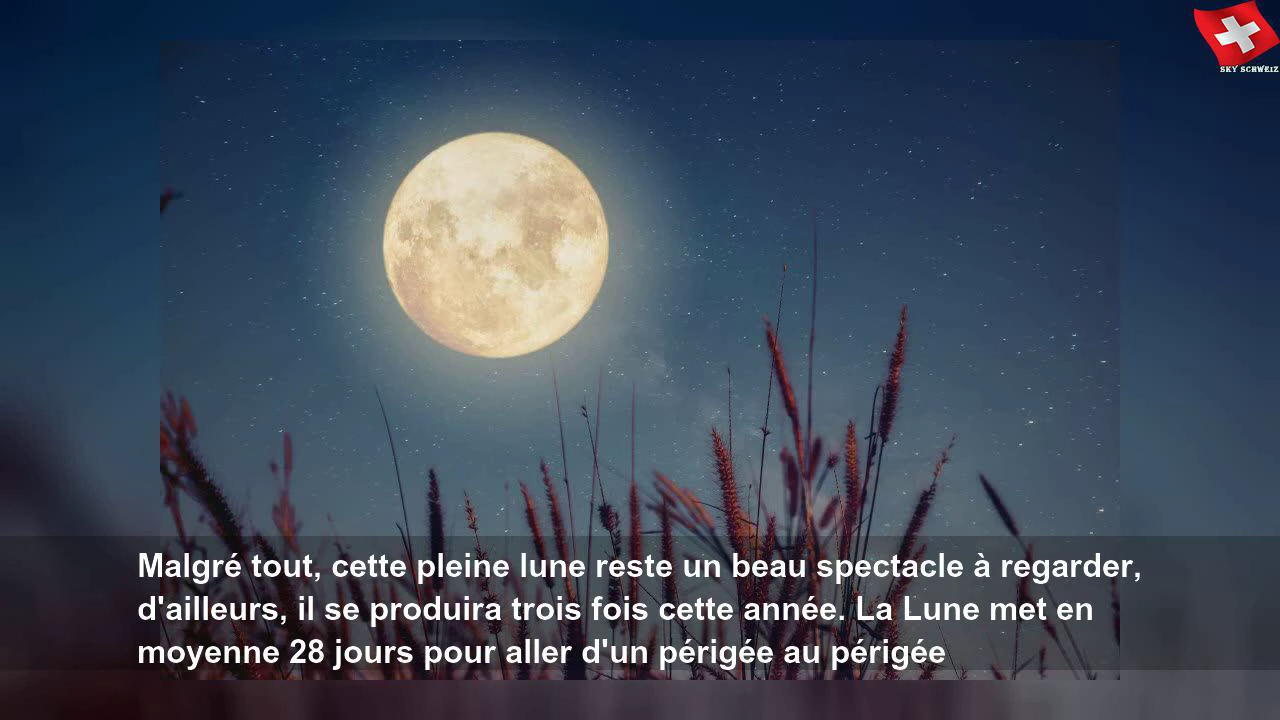 SKY SCHWEIZ
Malgré tout, cette pleine lune reste un beau spectacle à regarder,
d'ailleurs, il se produira trois fois cette année. La Lune met en
moyenne 28 jours pour aller d'un périgée au périgée